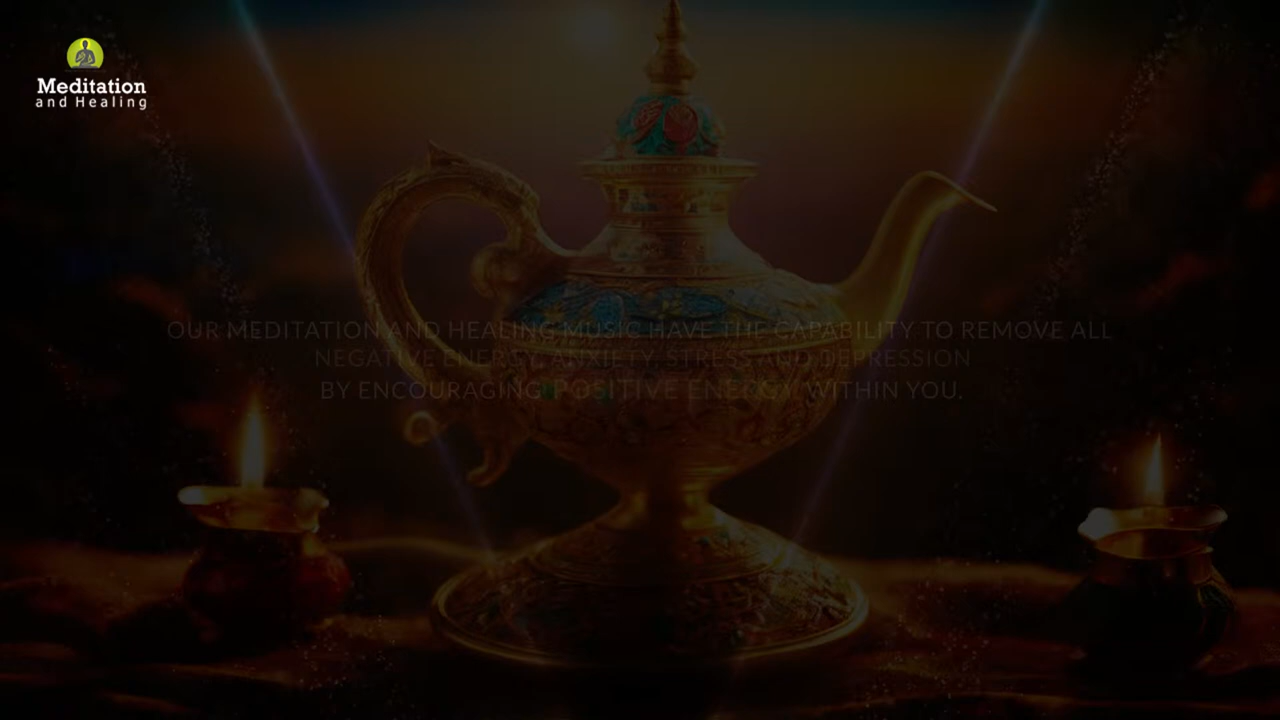 Meditation
and Healing
OUR MEDITATION AND HEALING MUSIC HAVE THE CAPABILITY TO REMOVE ALL
NEGATIVE ENERGY ANXIETY STRESS AND DEPRESSION
BY ENCOURAGING POSITIVE ENERGY WITHIN YOU.